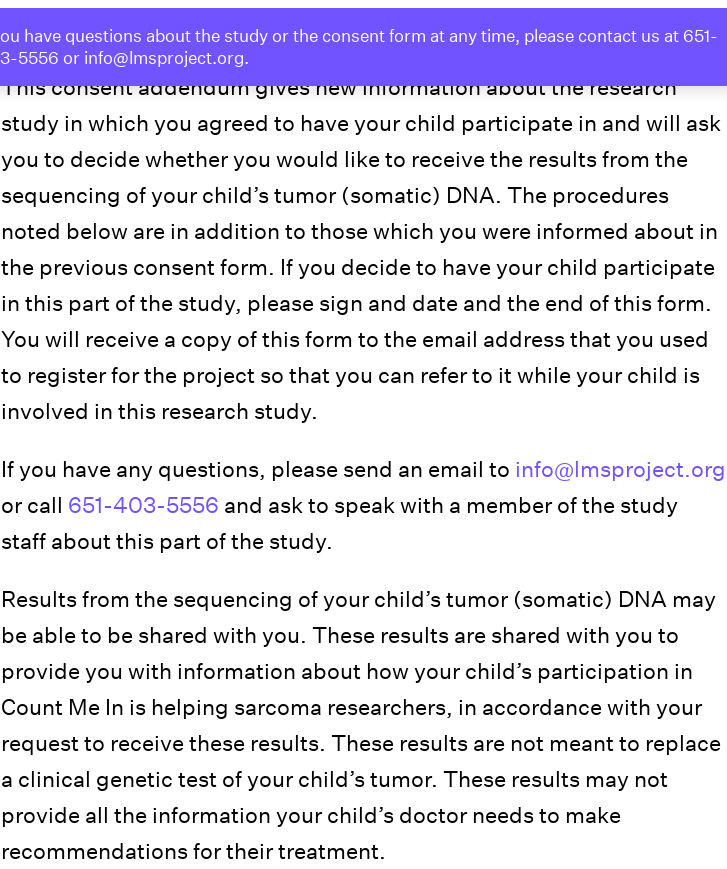 ou have questions about the study or the consent form at any time, please contact us at 651-
3-5556 or info@lmsproject.org.
This consent addendum gives new information about the research
study in which you agreed to have your child participate in and will ask
you to decide whether you would like to receive the results from the
sequencing of your child’s tumor (somatic) DNA. The procedures
noted below are in addition to those which you were informed about in
the previous consent form. If you decide to have your child participate
in this part of the study, please sign and date and the end of this form.
You will receive a copy of this form to the email address that you used
to register for the project so that you can refer to it while your child is
involved in this research study.
If you have any questions, please send an email to info@lmsproject.org
or call 651-403-5556 and ask to speak with a member of the study
staff about this part of the study.
Results from the sequencing of your child’s tumor (somatic) DNA may
be able to be shared with you. These results are shared with you to
provide you with information about how your child’s participation in
Count Me In is helping sarcoma researchers, in accordance with your
request to receive these results. These results are not meant to replace
a clinical genetic test of your child’s tumor. These results may not
provide all the information your child’s doctor needs to make
recommendations for their treatment.